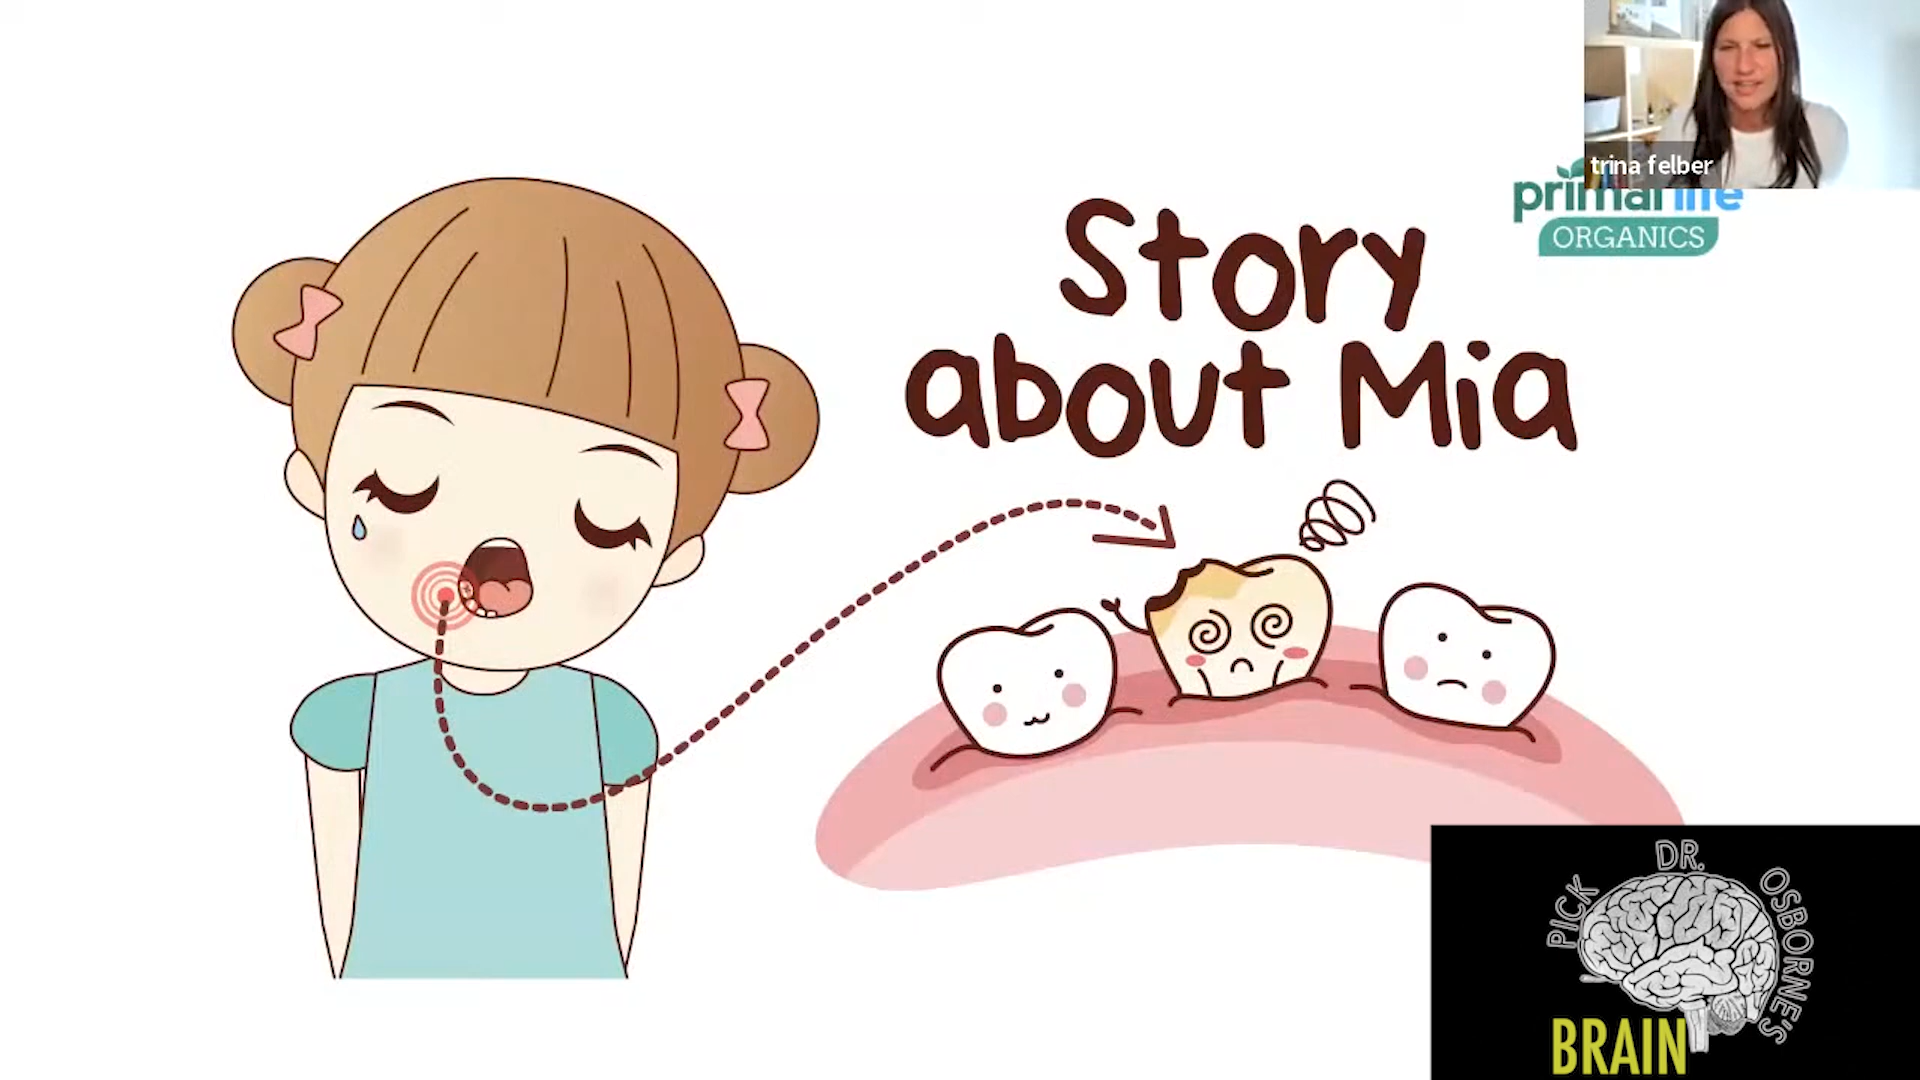 trina felber
primal life
ORGANICS
Story
about Mia
PICK
DR.
OSBORNE'S
BRAIN